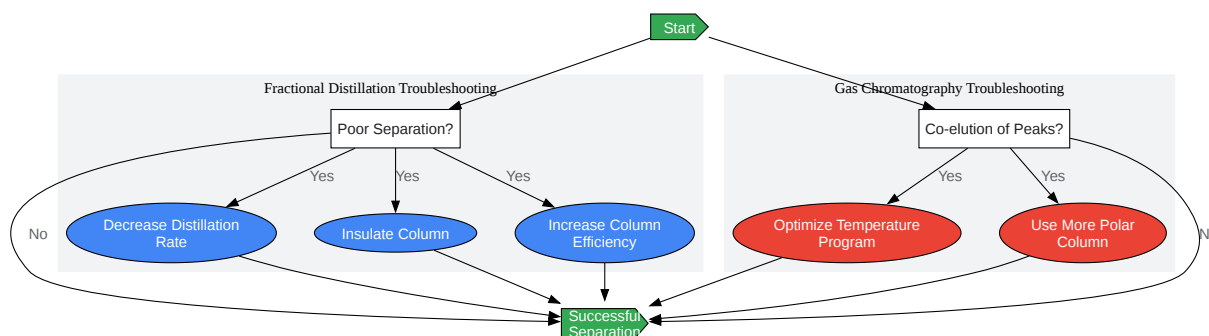 Start
Fractional Distillation Troubleshooting
Gas Chromatography Troubleshooting
Poor Separation?
Co-elution of Peaks?
Yes
Yes
Yes
Yes
Yes
No
Decrease Distillation
Rate
Insulate Column
Increase Column
Efficiency
Optimize Temperature
Program
Use More Polar
Column
N
Successful
Separation